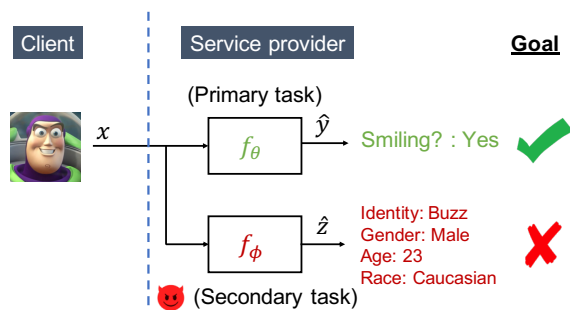 Client
Service provider
Goal
(Primary task)
x
f_θ
ŷ
Smiling? : Yes
f_ϕ
ẑ
Identity: Buzz
Gender: Male
Age: 23
Race: Caucasian
(Secondary task)